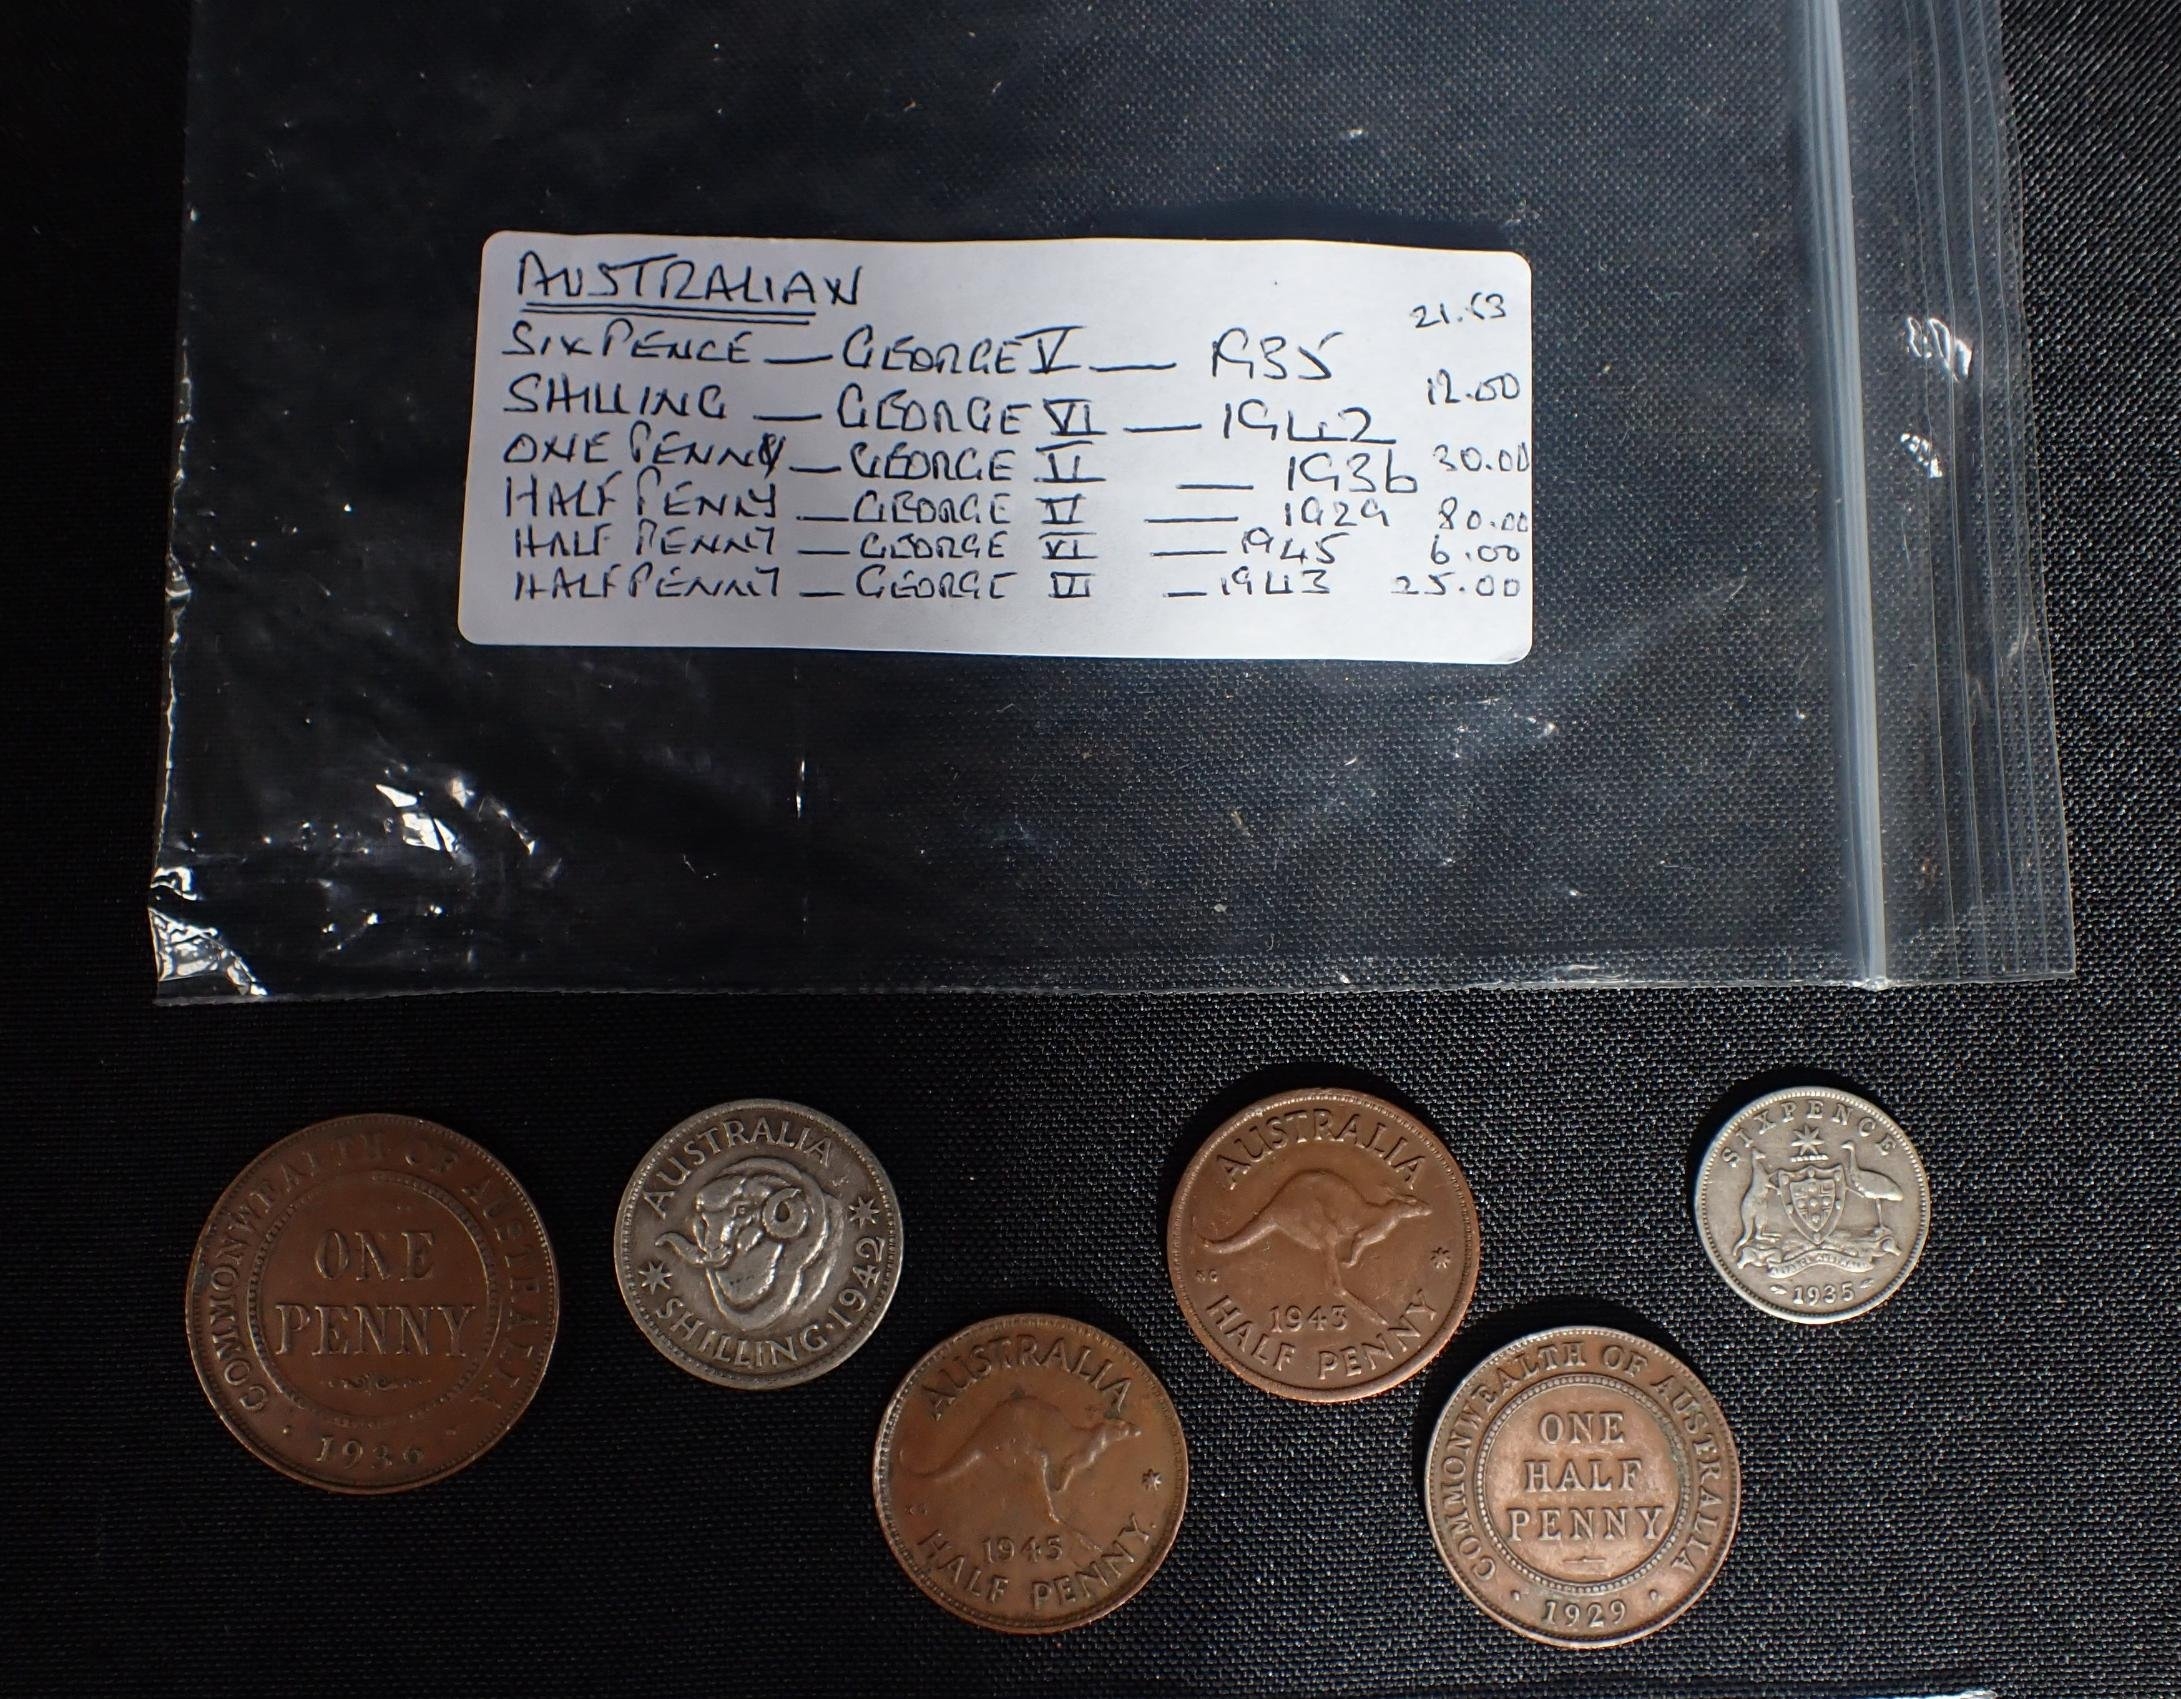 AUSTRALIAN
SIXPENCE — GEORGE V — 1935 21.53
SHILLING — GEORGE VI — 1942 12.00
ONE PENNY — GEORGE V — 1936 30.00
HALF PENNY — GEORGE V — 1929 80.00
HALF PENNY — GEORGE VI — 1945 6.00
HALF PENNY — GEORGE VI — 1943 25.00
COMMONWEALTH OF AUSTRALIA
ONE
PENNY
1936
AUSTRALIA
SHILLING·1942
AUSTRALIA
1945
HALF PENNY.
AUSTRALIA
1943
HALF PENNY
COMMONWEALTH OF AUSTRALIA
ONE
HALF
PENNY
1929
SIXPENCE
1935